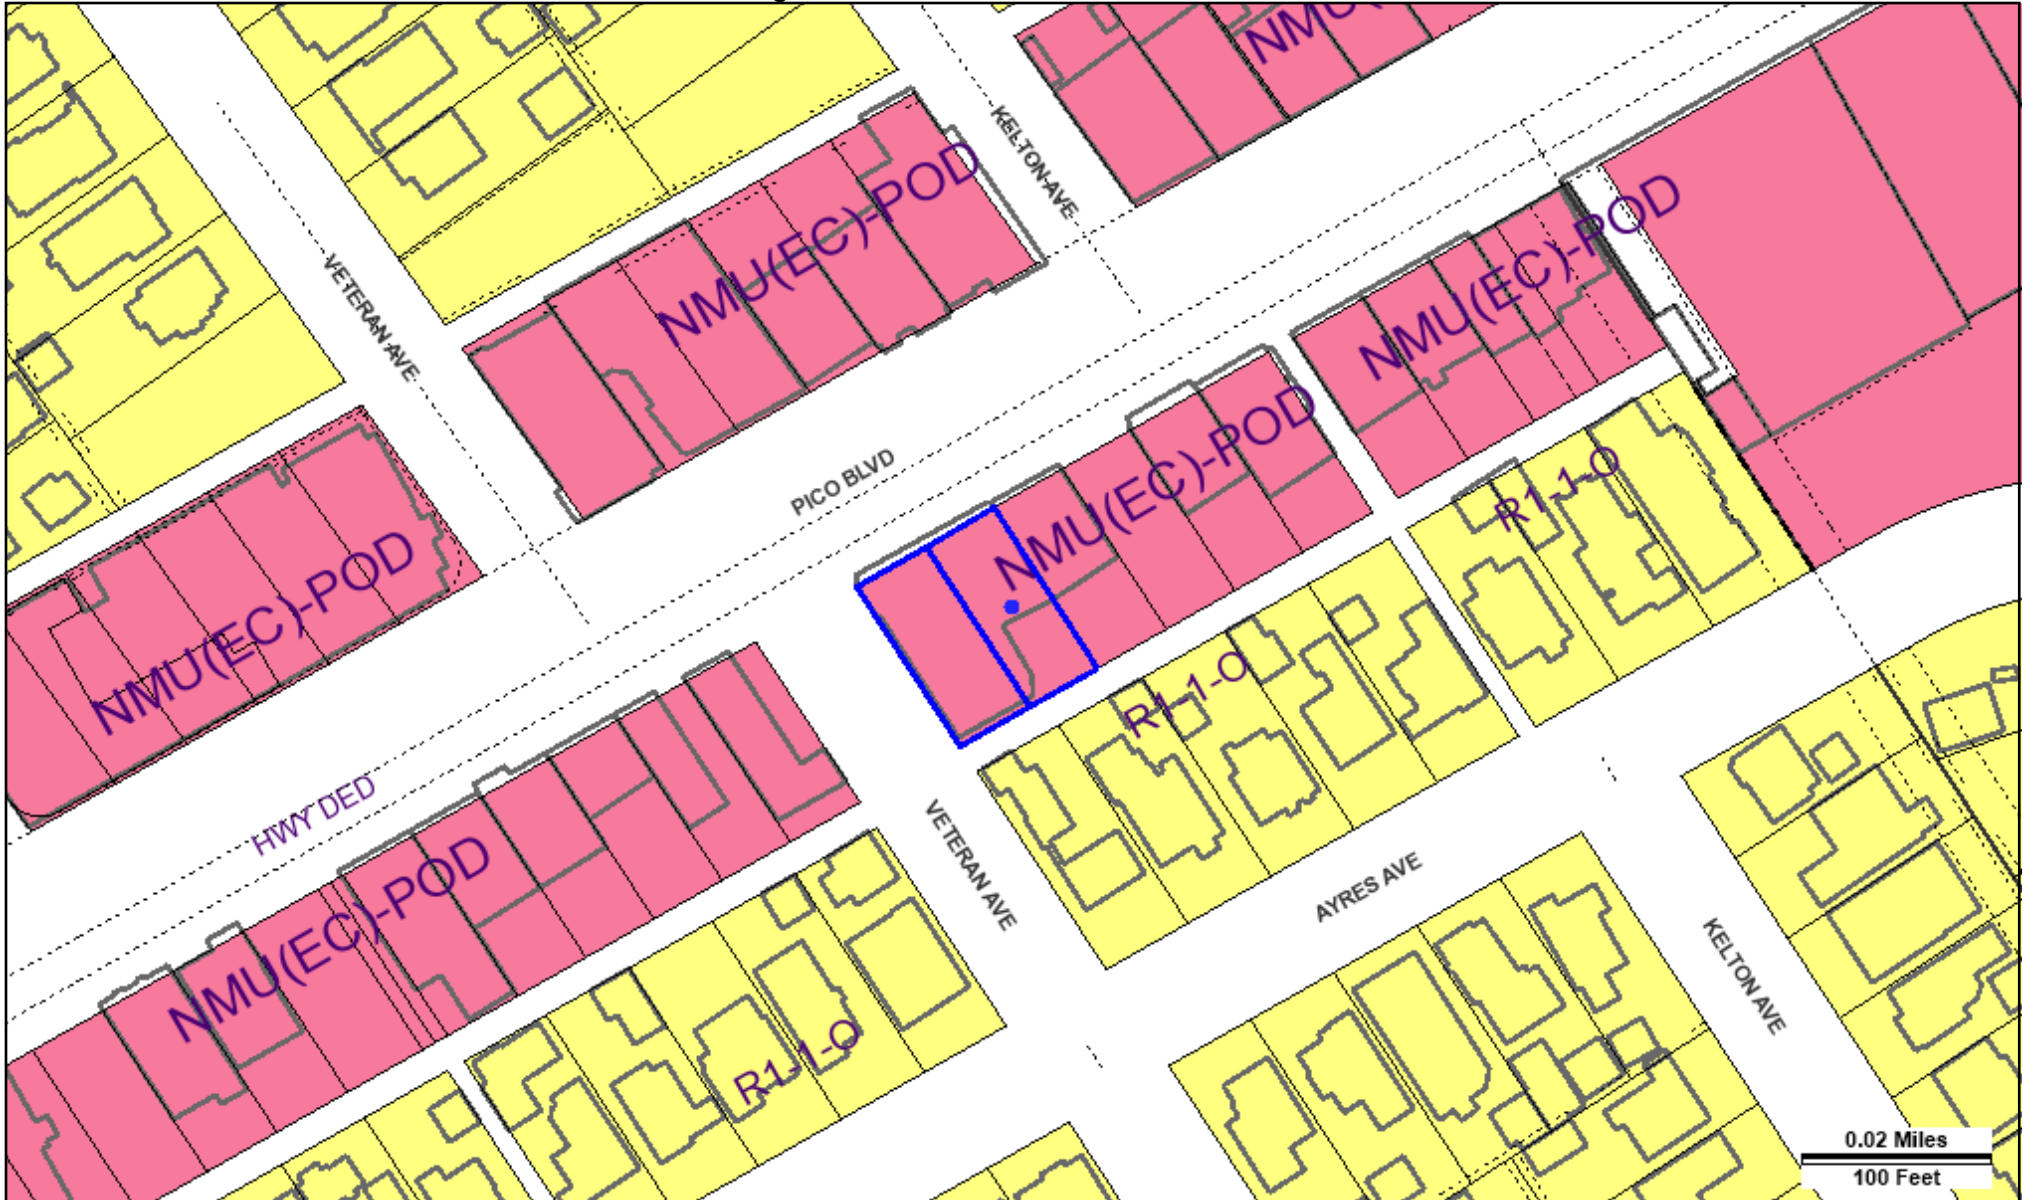 NMU(
KELTON AVE
NMU(EC)-POD
NMU(EC)-POD
VETERAN AVE
NMU(EC)-POD
PICO BLVD
NMU(EC)-POD
R1-1-O
NMU(EC)-POD
R1-1-O
HWY DED
VETERAN AVE
AYRES AVE
NMU(EC)-POD
KELTON AVE
R1-1-O
0.02 Miles
100 Feet